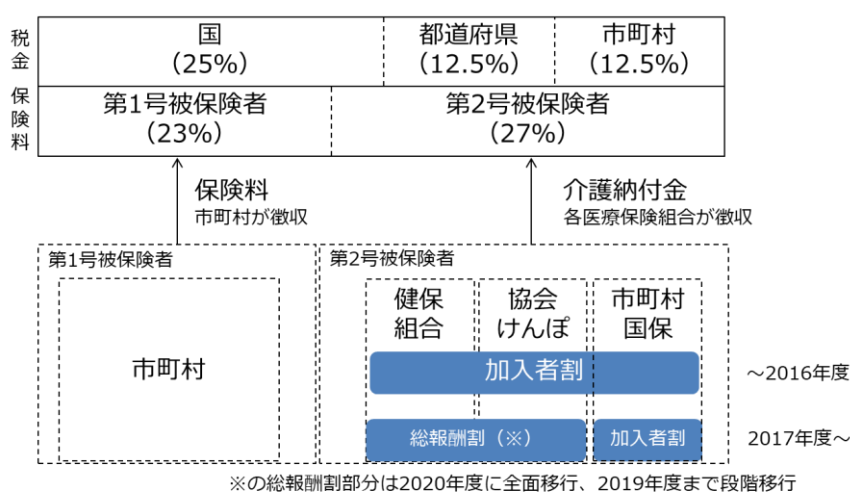 税金
国
(25%)
都道府県
(12.5%)
市町村
(12.5%)
保険料
第1号被保険者
(23%)
第2号被保険者
(27%)
保険料
市町村が徴収
介護納付金
各医療保険組合が徴収
第1号被保険者
市町村
第2号被保険者
健保
組合
協会
けんぽ
市町村
国保
加入者割
～2016年度
総報酬割（※）
加入者割
2017年度～
※の総報酬割部分は2020年度に全面移行、2019年度まで段階移行